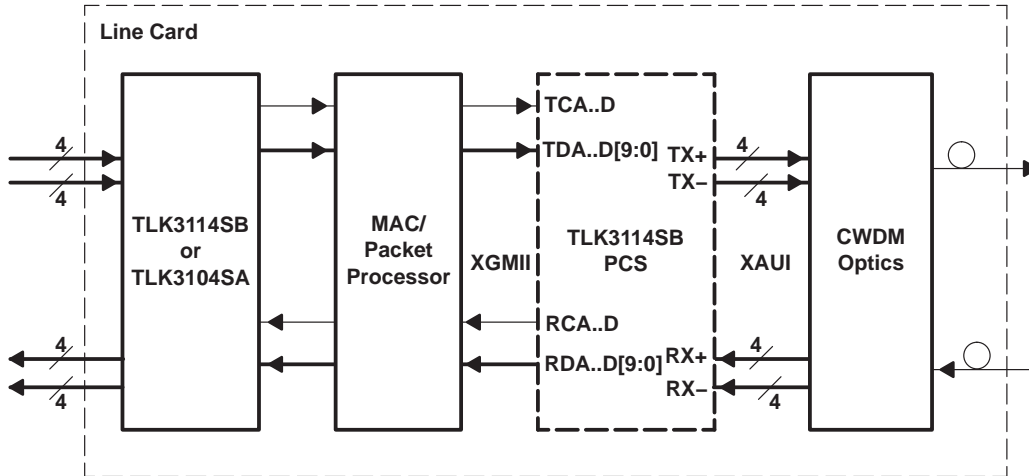 Line Card
TCA..D
4
TDA..D[9:0]
TX+
4
TX–
4
4
TLK3114SB
or
TLK3104SA
MAC/
Packet
Processor
XGMII
TLK3114SB
PCS
XAUI
CWDM
Optics
RCA..D
4
RDA..D[9:0]
RX+
4
RX–
4
4